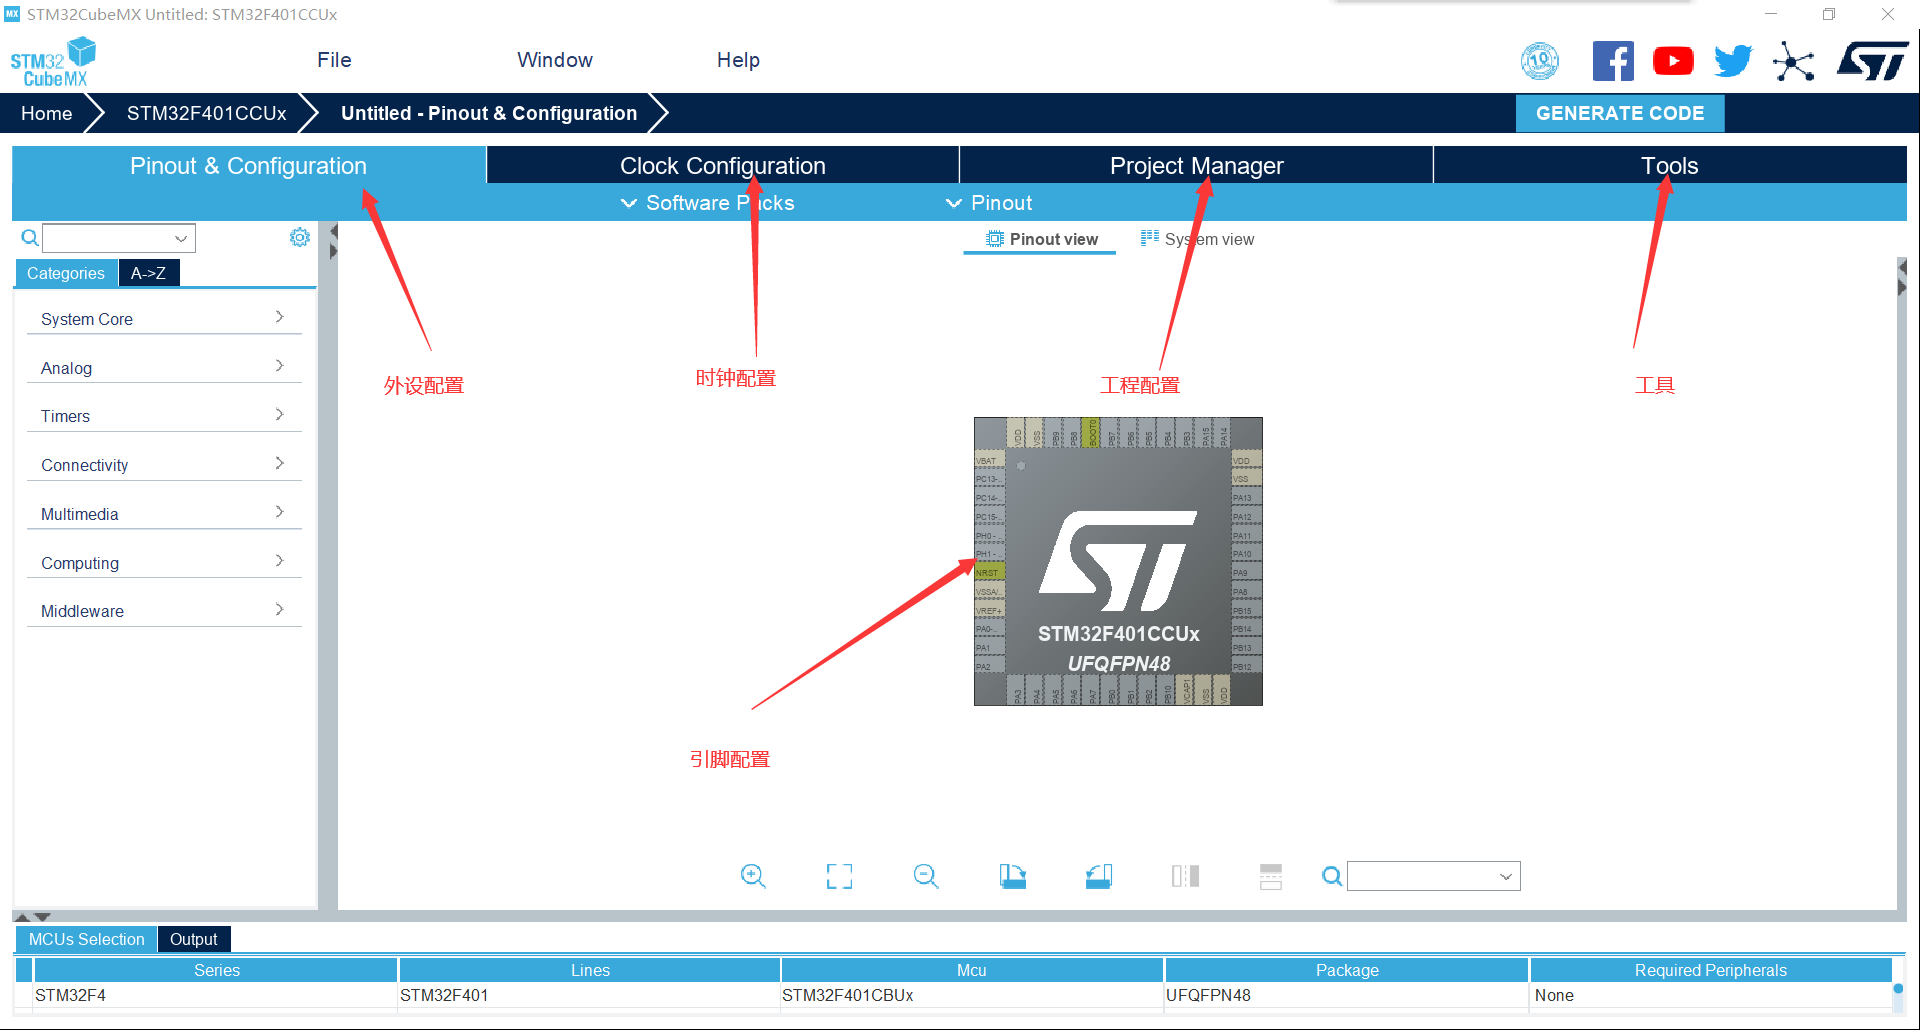 MX STM32CubeMX Untitled: STM32F401CCUx
STM32 CubeMX
File Window Help
10
ST
Home STM32F401CCUx Untitled - Pinout & Configuration GENERATE CODE
Pinout & Configuration Clock Configuration Project Manager Tools
Software Packs Pinout
Pinout view System view
Categories A->Z
System Core
Analog
Timers
Connectivity
Multimedia
Computing
Middleware
外设配置 时钟配置 工程配置 工具
引脚配置
VDD VSS PB9 PB8 BOOT0 PB7 PB6 PB5 PB4 PB3 PA15 PA14
VBAT
PC13-..
PC14-..
PC15-..
PH0 -..
PH1 -..
NRST
VSSA/..
VREF+
PA0-..
PA1
PA2
VDD
VSS
PA13
PA12
PA11
PA10
PA9
PA8
PB15
PB14
PB13
PB12
PA3 PA4 PA5 PA6 PA7 PB0 PB1 PB2 PB10 VCAP1 VSS VDD
ST
STM32F401CCUx
UFQFPN48
MCUs Selection Output
Series Lines Mcu Package Required Peripherals
STM32F4 STM32F401 STM32F401CBUx UFQFPN48 None